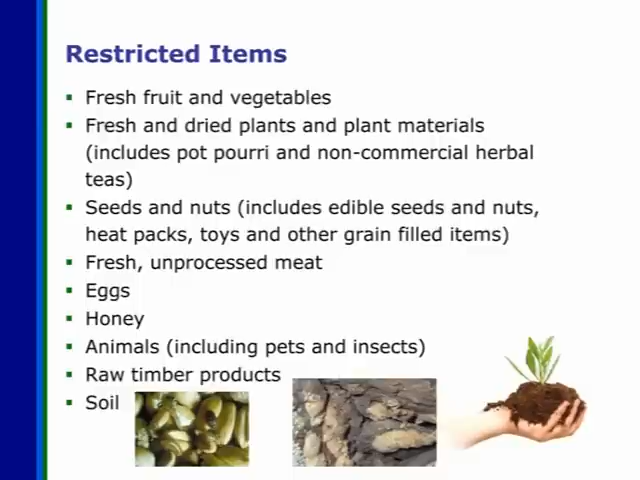 Restricted Items
▪ Fresh fruit and vegetables
▪ Fresh and dried plants and plant materials
(includes pot pourri and non-commercial herbal
teas)
▪ Seeds and nuts (includes edible seeds and nuts,
heat packs, toys and other grain filled items)
▪ Fresh, unprocessed meat
▪ Eggs
▪ Honey
▪ Animals (including pets and insects)
▪ Raw timber products
▪ Soil